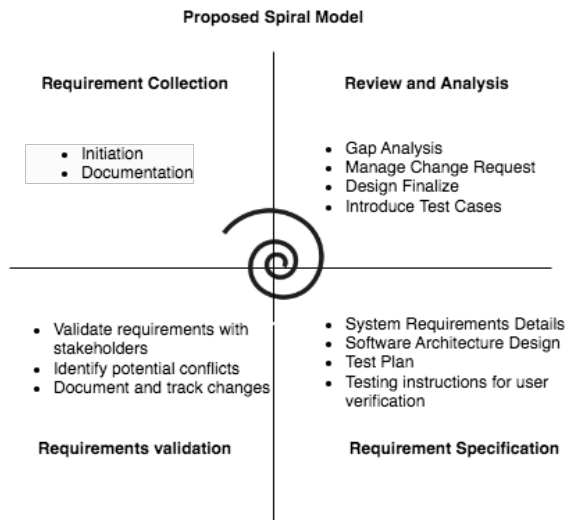 Proposed Spiral Model
Requirement Collection
• Initiation
• Documentation
Review and Analysis
• Gap Analysis
• Manage Change Request
• Design Finalize
• Introduce Test Cases
• Validate requirements with
stakeholders
• Identify potential conflicts
• Document and track changes
Requirements validation
• System Requirements Details
• Software Architecture Design
• Test Plan
• Testing instructions for user
verification
Requirement Specification